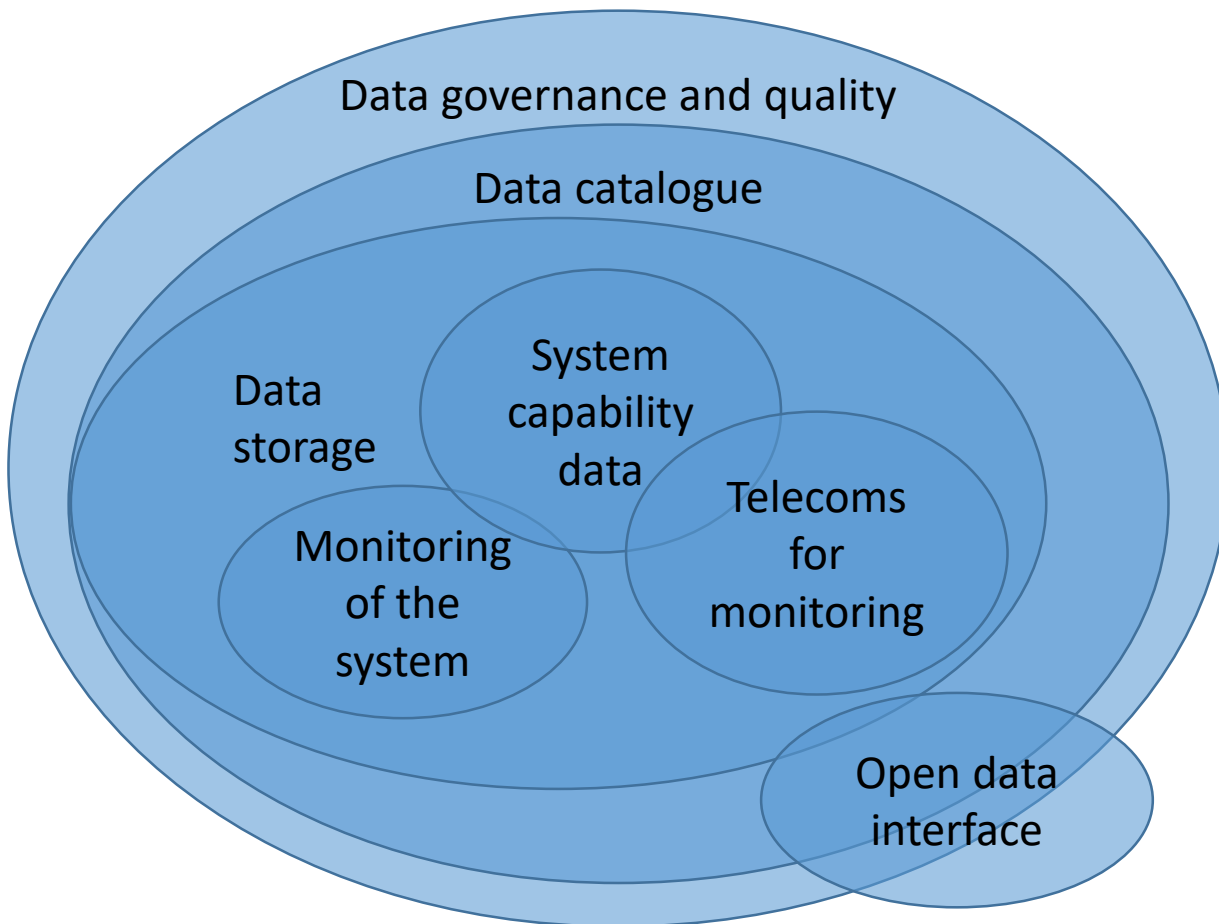 Data governance and quality
Data catalogue
System
capability
data
Data
storage
Telecoms
for
monitoring
Monitoring
of the
system
Open data
interface